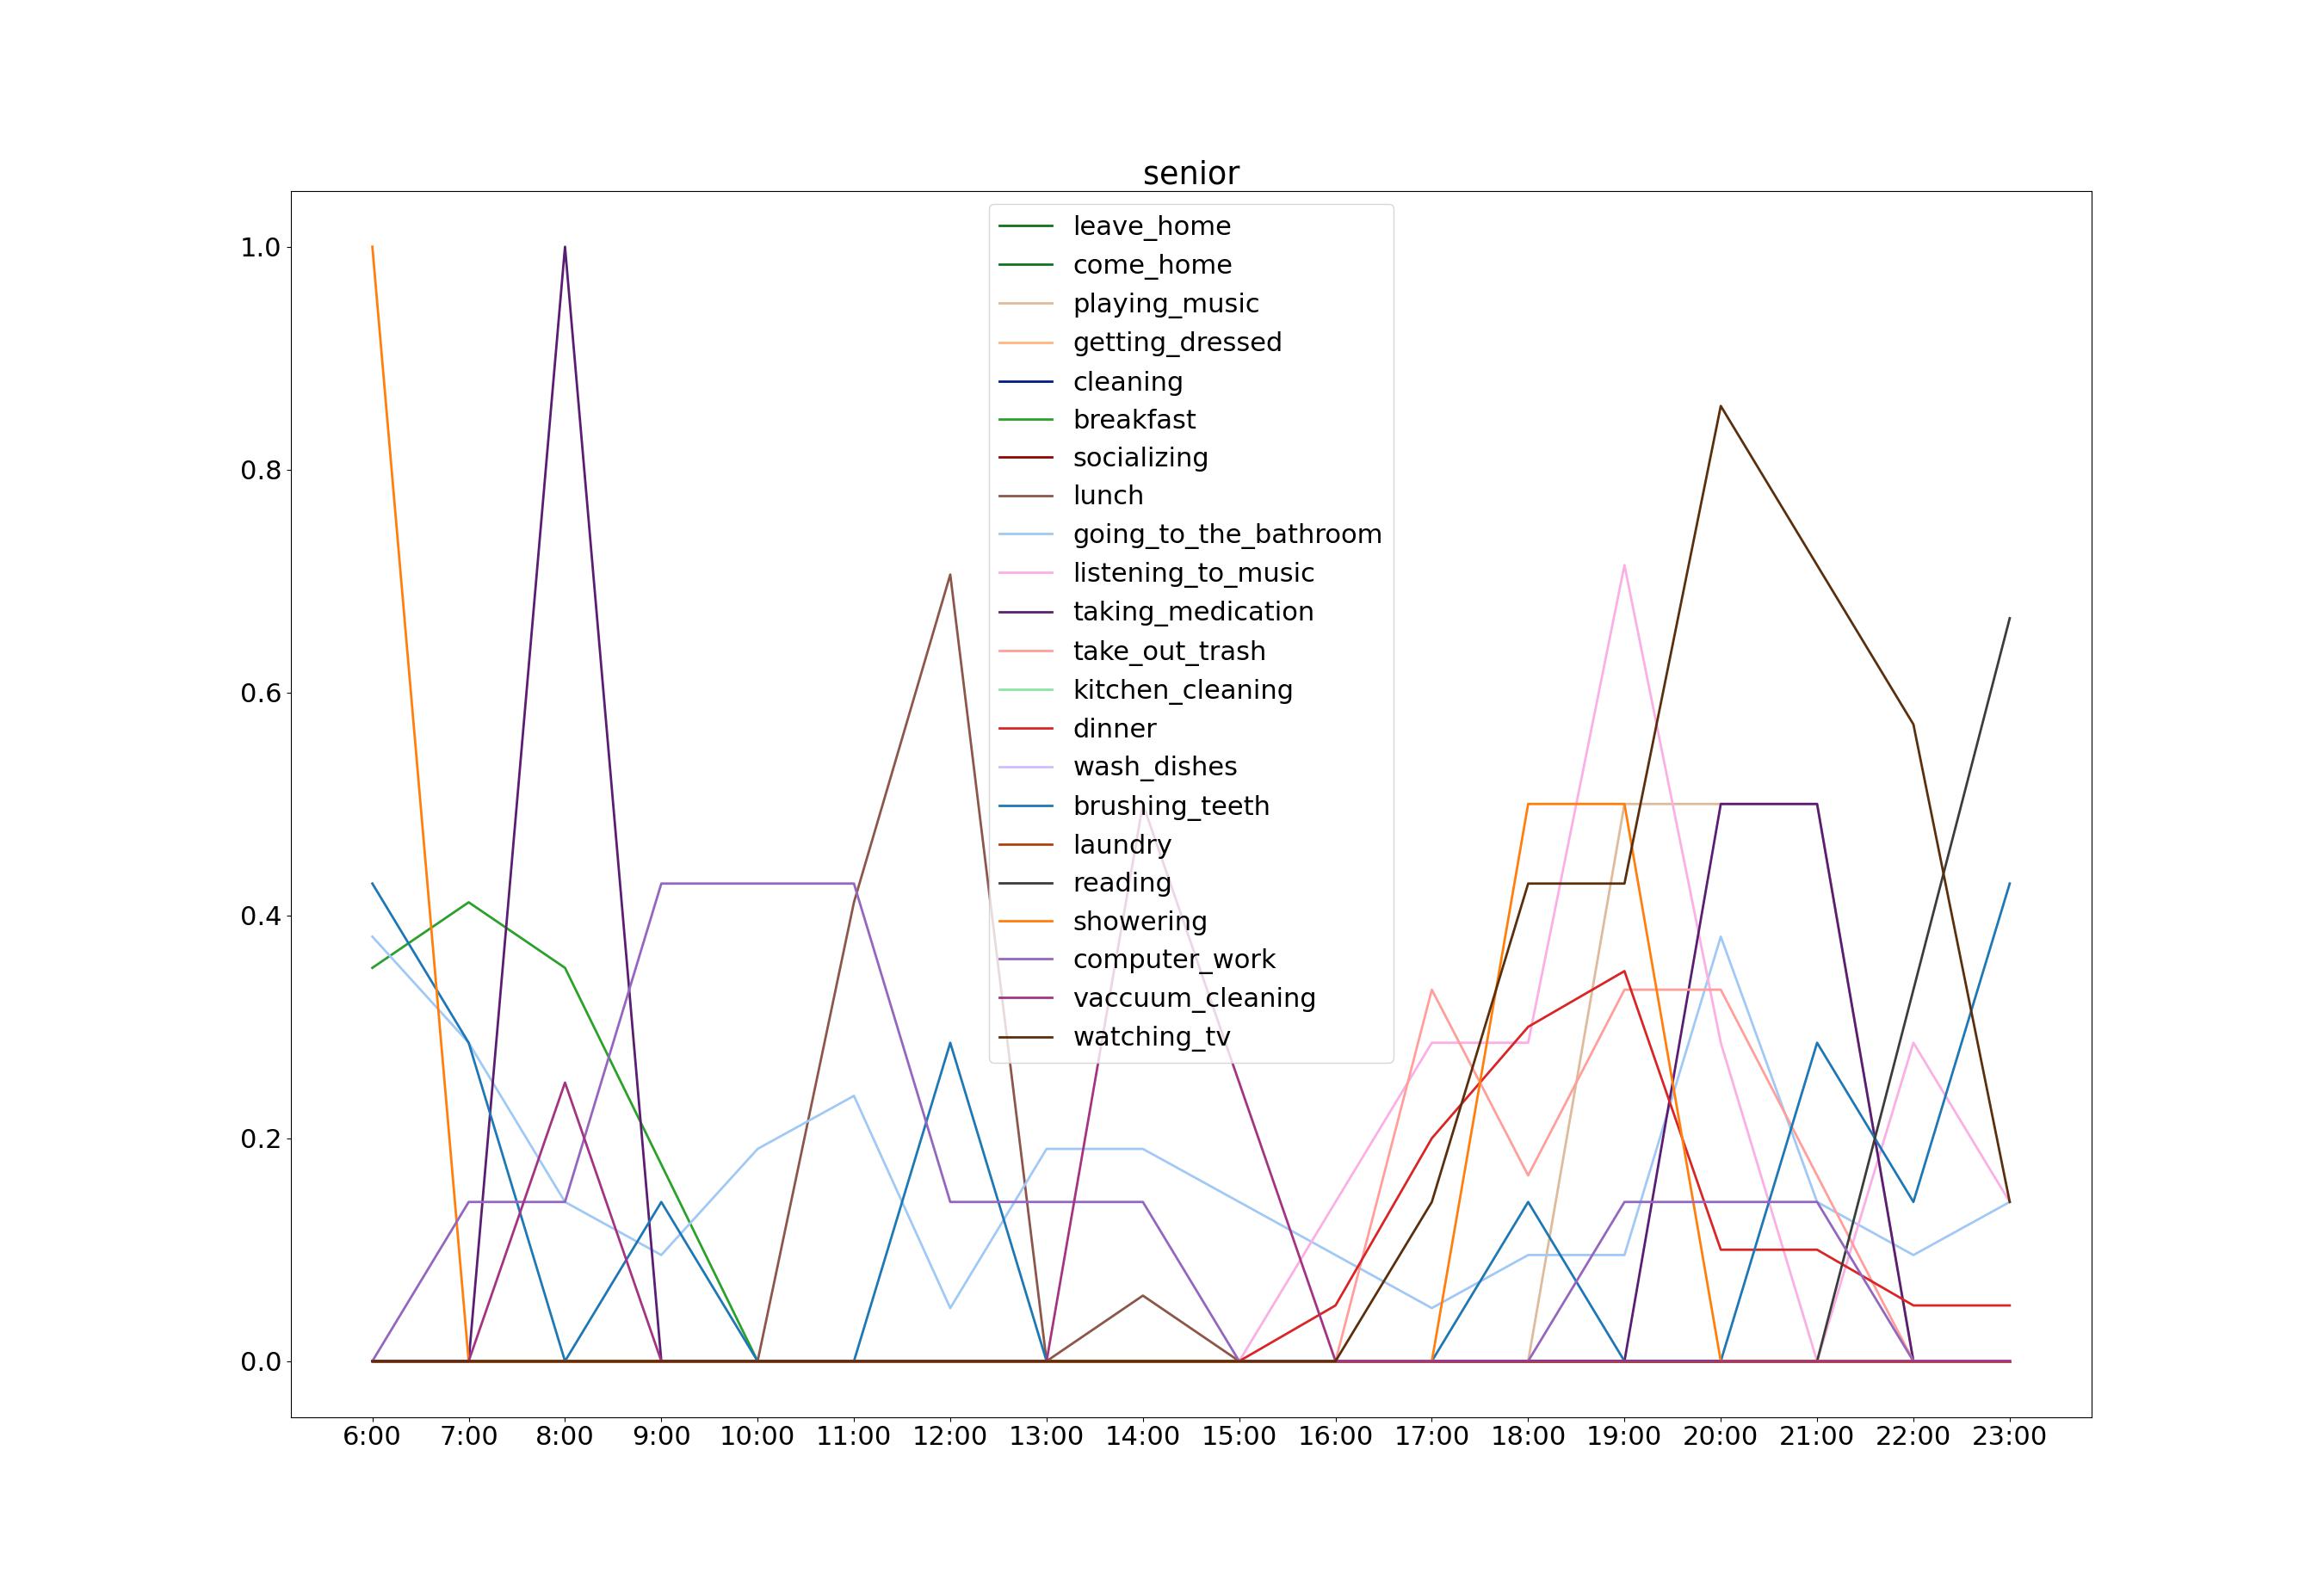 senior
1.0
0.8
0.6
0.4
0.2
0.0
leave_home
come_home
playing_music
getting_dressed
cleaning
breakfast
socializing
lunch
going_to_the_bathroom
listening_to_music
taking_medication
take_out_trash
kitchen_cleaning
dinner
wash_dishes
brushing_teeth
laundry
reading
showering
computer_work
vaccuum_cleaning
watching_tv
6:00 7:00 8:00 9:00 10:00 11:00 12:00 13:00 14:00 15:00 16:00 17:00 18:00 19:00 20:00 21:00 22:00 23:00